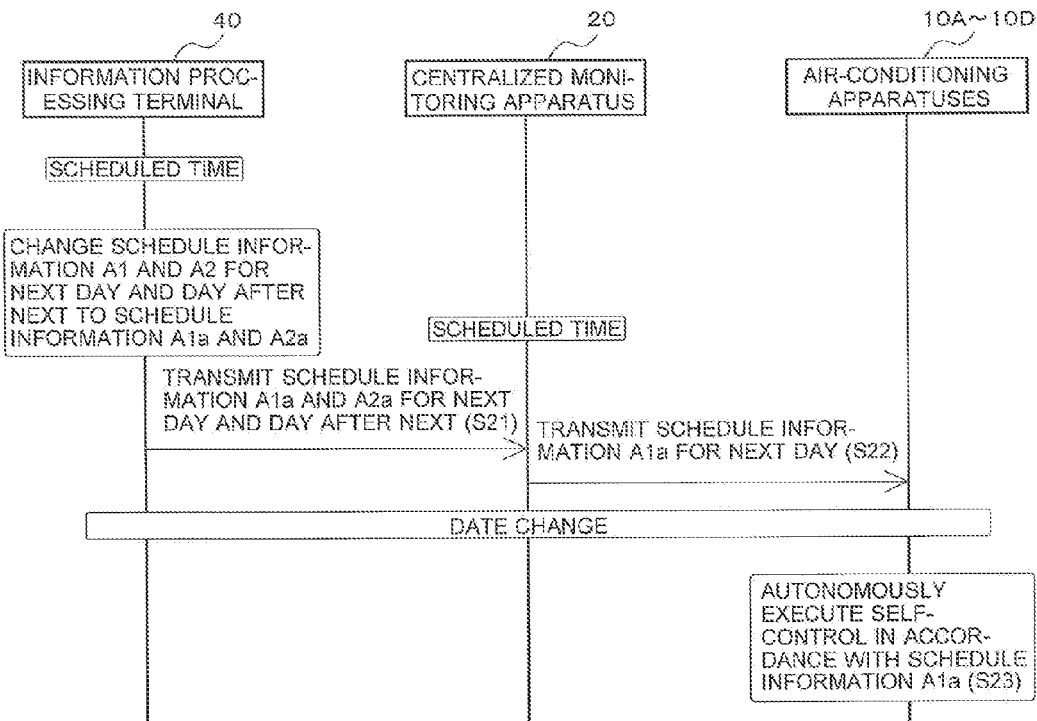 40
20
10A~10D
INFORMATION PROC-
ESSING TERMINAL
CENTRALIZED MONI-
TORING APPARATUS
AIR-CONDITIONING
APPARATUSES
SCHEDULED TIME
CHANGE SCHEDULE INFOR-
MATION A1 AND A2 FOR
NEXT DAY AND DAY AFTER
NEXT TO SCHEDULE
INFORMATION A1a AND A2a
SCHEDULED TIME
TRANSMIT SCHEDULE INFOR-
MATION A1a AND A2a FOR NEXT
DAY AND DAY AFTER NEXT (S21)
TRANSMIT SCHEDULE INFOR-
MATION A1a FOR NEXT DAY (S22)
DATE CHANGE
AUTONOMOUSLY
EXECUTE SELF-
CONTROL IN ACCOR-
DANCE WITH SCHEDULE
INFORMATION A1a (S23)